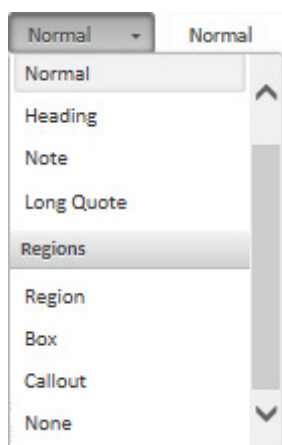 Normal Normal
Normal
Heading
Note
Long Quote
Regions
Region
Box
Callout
None